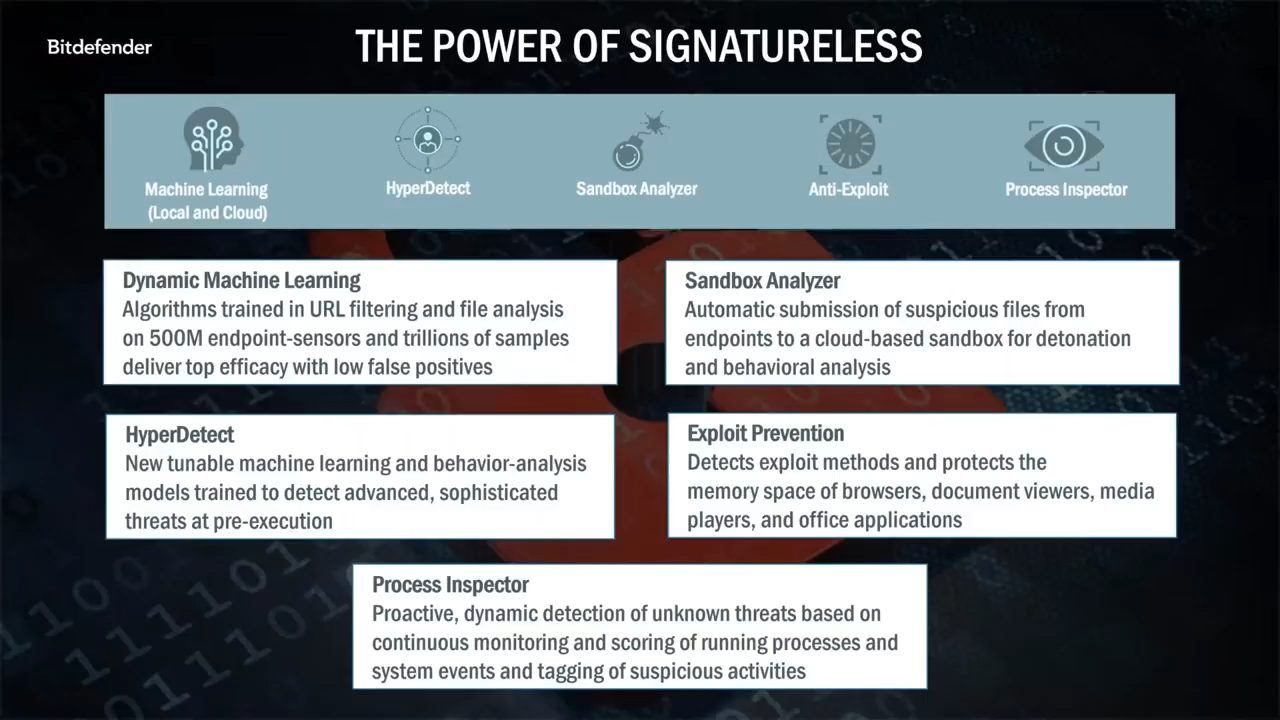 Bitdefender
THE POWER OF SIGNATURELESS
Machine Learning
(Local and Cloud)
HyperDetect
Sandbox Analyzer
Anti-Exploit
Process Inspector
Dynamic Machine Learning
Algorithms trained in URL filtering and file analysis
on 500M endpoint-sensors and trillions of samples
deliver top efficacy with low false positives
Sandbox Analyzer
Automatic submission of suspicious files from
endpoints to a cloud-based sandbox for detonation
and behavioral analysis
HyperDetect
New tunable machine learning and behavior-analysis
models trained to detect advanced, sophisticated
threats at pre-execution
Exploit Prevention
Detects exploit methods and protects the
memory space of browsers, document viewers, media
players, and office applications
Process Inspector
Proactive, dynamic detection of unknown threats based on
continuous monitoring and scoring of running processes and
system events and tagging of suspicious activities